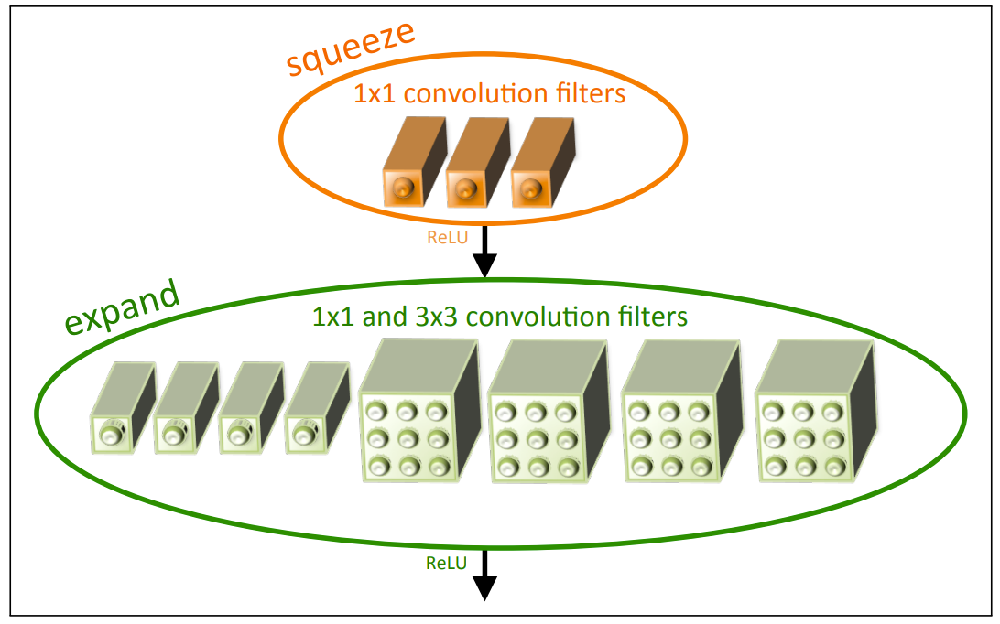 squeeze
1x1 convolution filters
ReLU
expand
1x1 and 3x3 convolution filters
ReLU